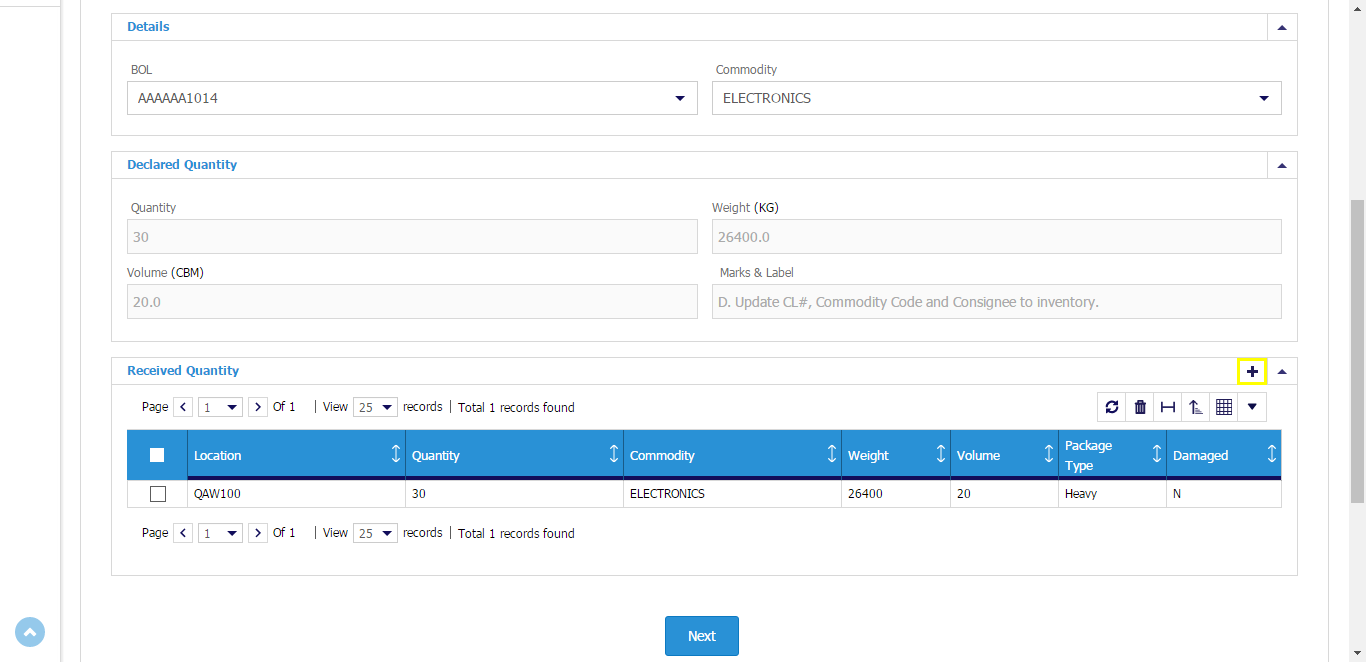 Details
BOL Commodity
AAAAAA1014 ELECTRONICS
Declared Quantity
Quantity Weight (KG)
30 26400.0
Volume (CBM) Marks & Label
20.0 D. Update CL#, Commodity Code and Consignee to inventory.
Received Quantity
Page 1 Of 1 | View 25 records | Total 1 records found
Location Quantity Commodity Weight Volume Package Type Damaged
QAW100 30 ELECTRONICS 26400 20 Heavy N
Page 1 Of 1 | View 25 records | Total 1 records found
Next